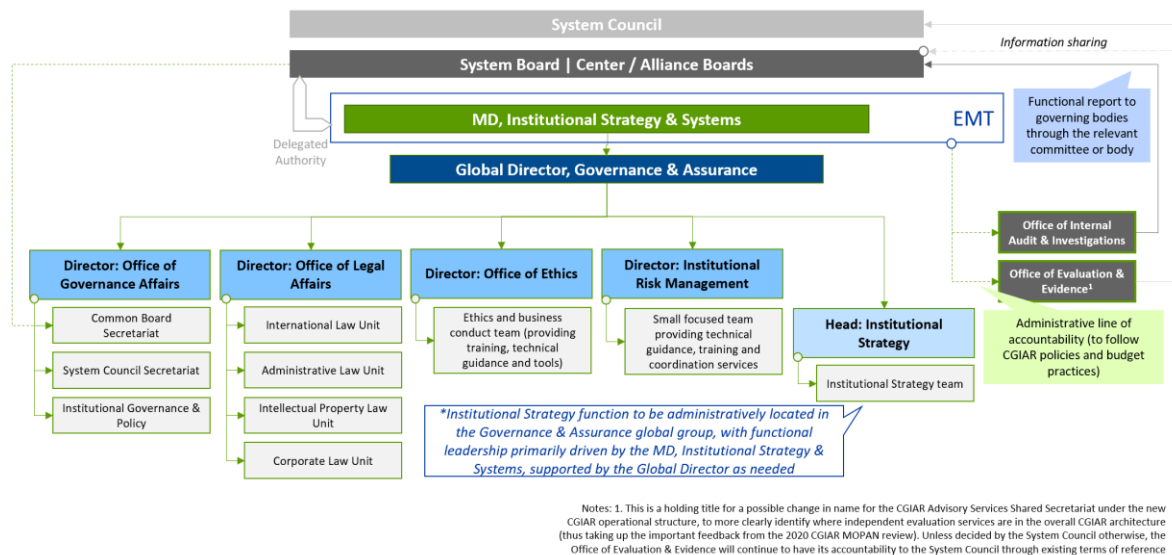 System Council
Information sharing
System Board | Center / Alliance Boards
MD, Institutional Strategy & Systems
EMT
Delegated
Authority
Functional report to
governing bodies
through the relevant
committee or body
Global Director, Governance & Assurance
Office of Internal
Audit & Investigations
Office of Evaluation &
Evidence¹
Administrative line of
accountability (to follow
CGIAR policies and budget
practices)
Director: Office of
Governance Affairs
Common Board
Secretariat
System Council Secretariat
Institutional Governance &
Policy
Director: Office of Legal
Affairs
International Law Unit
Administrative Law Unit
Intellectual Property Law
Unit
Corporate Law Unit
Director: Office of Ethics
Ethics and business
conduct team (providing
training, technical
guidance and tools)
Director: Institutional
Risk Management
Small focused team
providing technical
guidance, training and
coordination services
Head: Institutional
Strategy
Institutional Strategy team
*Institutional Strategy function to be administratively located in
the Governance & Assurance global group, with functional
leadership primarily driven by the MD, Institutional Strategy &
Systems, supported by the Global Director as needed
Notes: 1. This is a holding title for a possible change in name for the CGIAR Advisory Services Shared Secretariat under the new
CGIAR operational structure, to more clearly identify where independent evaluation services are in the overall CGIAR architecture
(thus taking up the important feedback from the 2020 CGIAR MOPAN review). Unless decided by the System Council otherwise, the
Office of Evaluation & Evidence will continue to have its accountability to the System Council through existing terms of reference